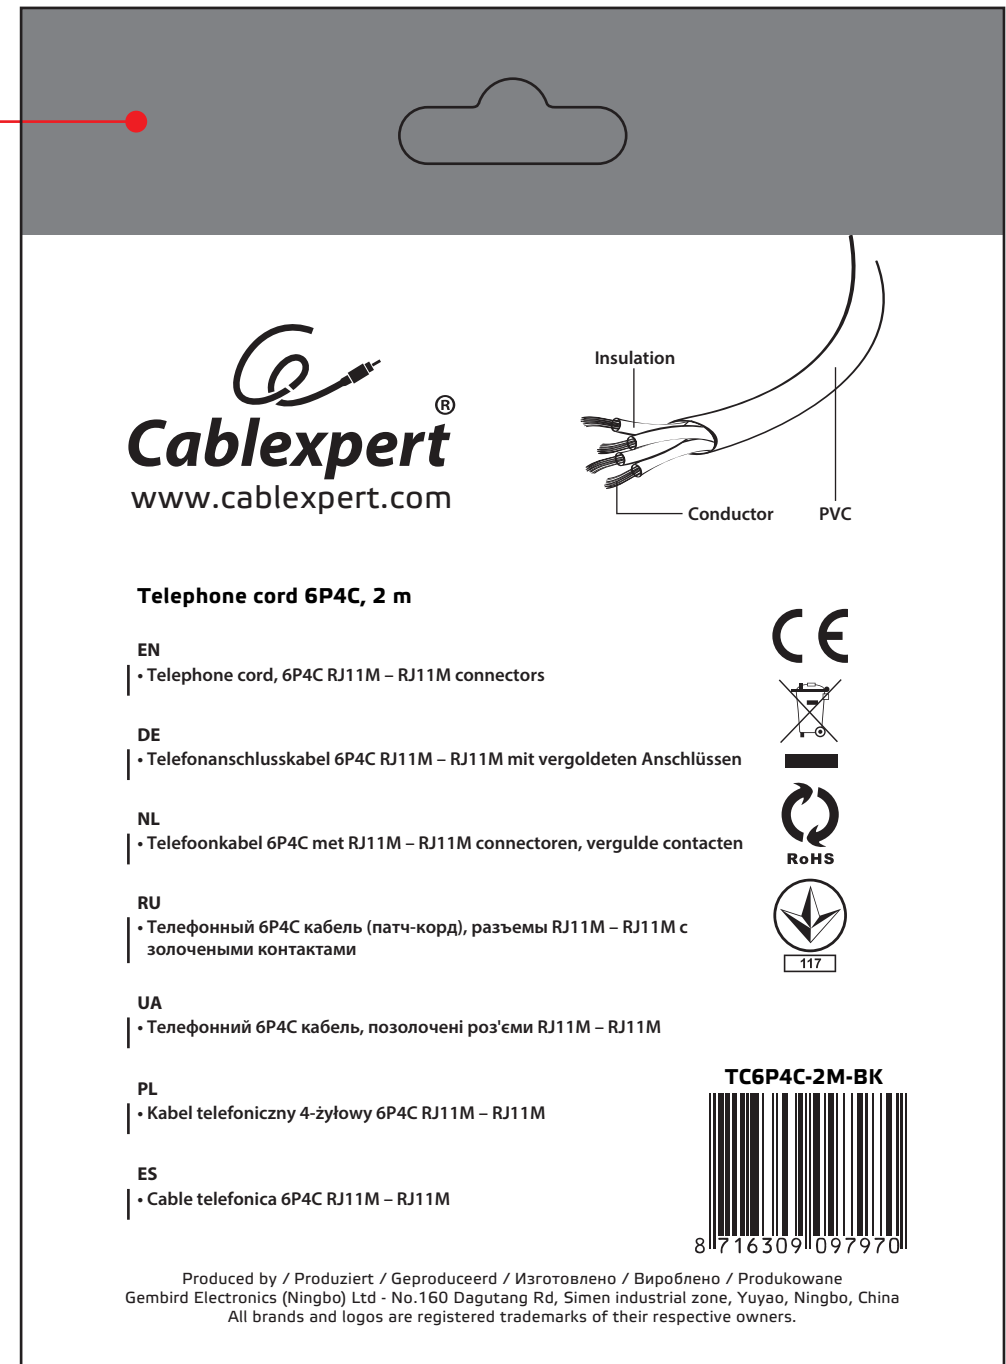 Insulation
Cablexpert®
www.cablexpert.com
Conductor PVC
Telephone cord 6P4C, 2 m
EN
• Telephone cord, 6P4C RJ11M – RJ11M connectors
DE
• Telefonanschlusskabel 6P4C RJ11M – RJ11M mit vergoldeten Anschlüssen
NL
• Telefoonkabel 6P4C met RJ11M – RJ11M connectoren, vergulde contacten
RU
• Телефонный 6P4C кабель (патч-корд), разъемы RJ11M – RJ11M с
золочеными контактами
UA
• Телефонний 6P4C кабель, позолочені роз'єми RJ11M – RJ11M
PL
• Kabel telefoniczny 4-żyłowy 6P4C RJ11M – RJ11M
ES
• Cable telefonica 6P4C RJ11M – RJ11M
CE
RoHS
117
TC6P4C-2M-BK
8 716309 097970
Produced by / Produziert / Geproduceerd / Изготовлено / Вироблено / Produkowane
Gembird Electronics (Ningbo) Ltd - No.160 Dagutang Rd, Simen industrial zone, Yuyao, Ningbo, China
All brands and logos are registered trademarks of their respective owners.